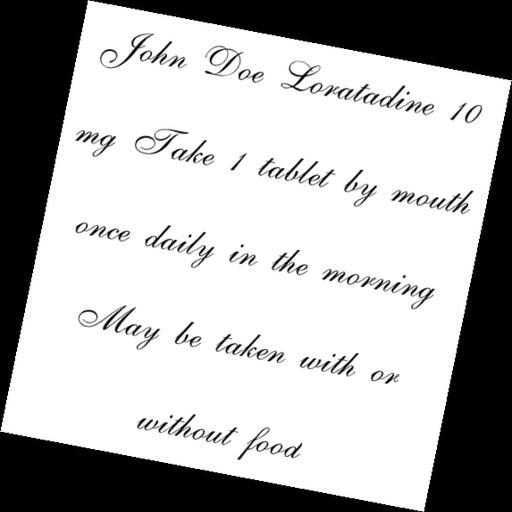 John Doe Loratadine 10
mg Take 1 tablet by mouth
once daily in the morning
May be taken with or
without food